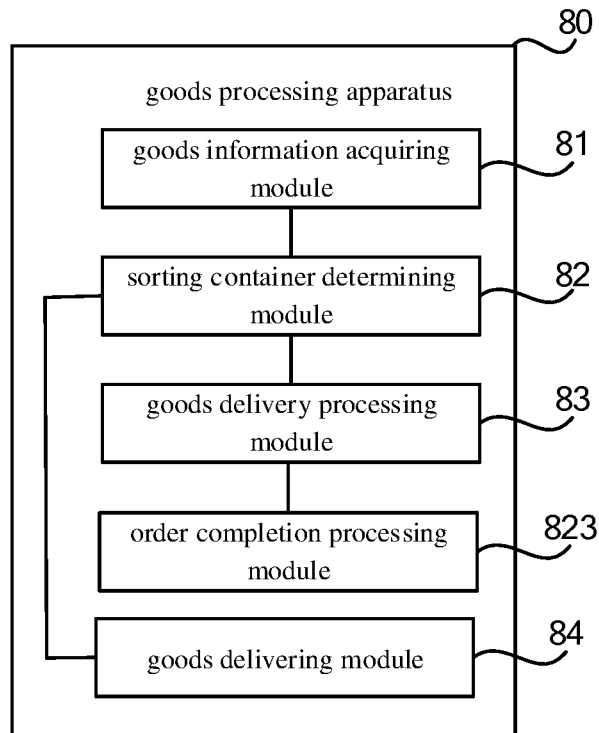 80
goods processing apparatus
goods information acquiring
module
81
sorting container determining
module
82
goods delivery processing
module
83
order completion processing
module
823
goods delivering module
84